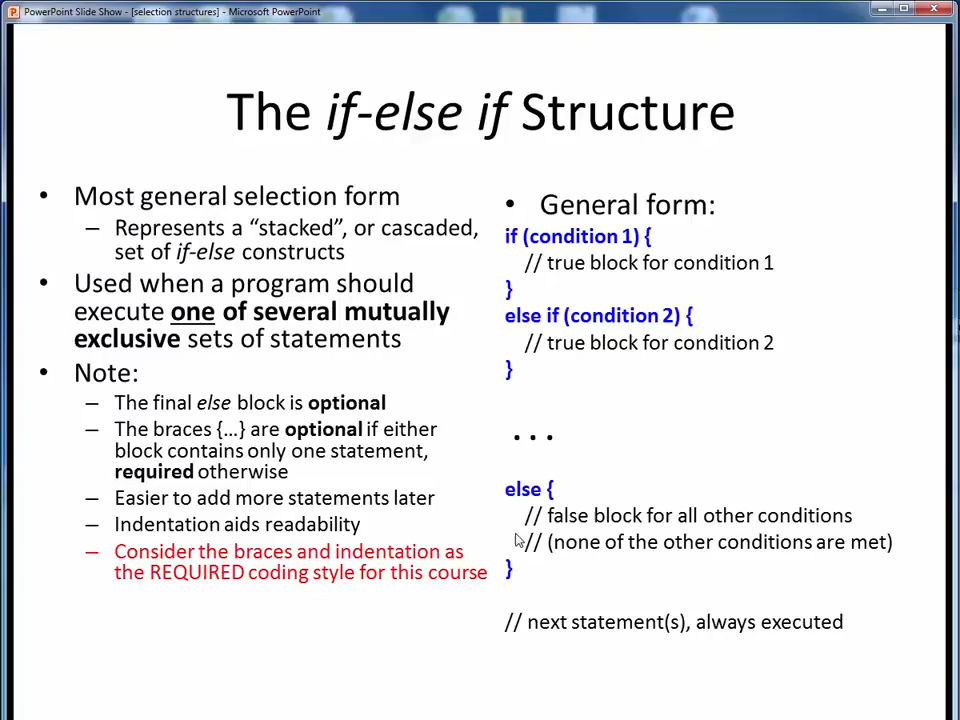 PowerPoint Slide Show - [selection structures] - Microsoft PowerPoint
The if-else if Structure
• Most general selection form
– Represents a “stacked”, or cascaded,
set of if-else constructs
• Used when a program should
execute one of several mutually
exclusive sets of statements
• Note:
– The final else block is optional
– The braces {…} are optional if either
block contains only one statement,
required otherwise
– Easier to add more statements later
– Indentation aids readability
– Consider the braces and indentation as
the REQUIRED coding style for this course
• General form:
if (condition 1) {
// true block for condition 1
}
else if (condition 2) {
// true block for condition 2
}
. . .
else {
// false block for all other conditions
// (none of the other conditions are met)
}
// next statement(s), always executed